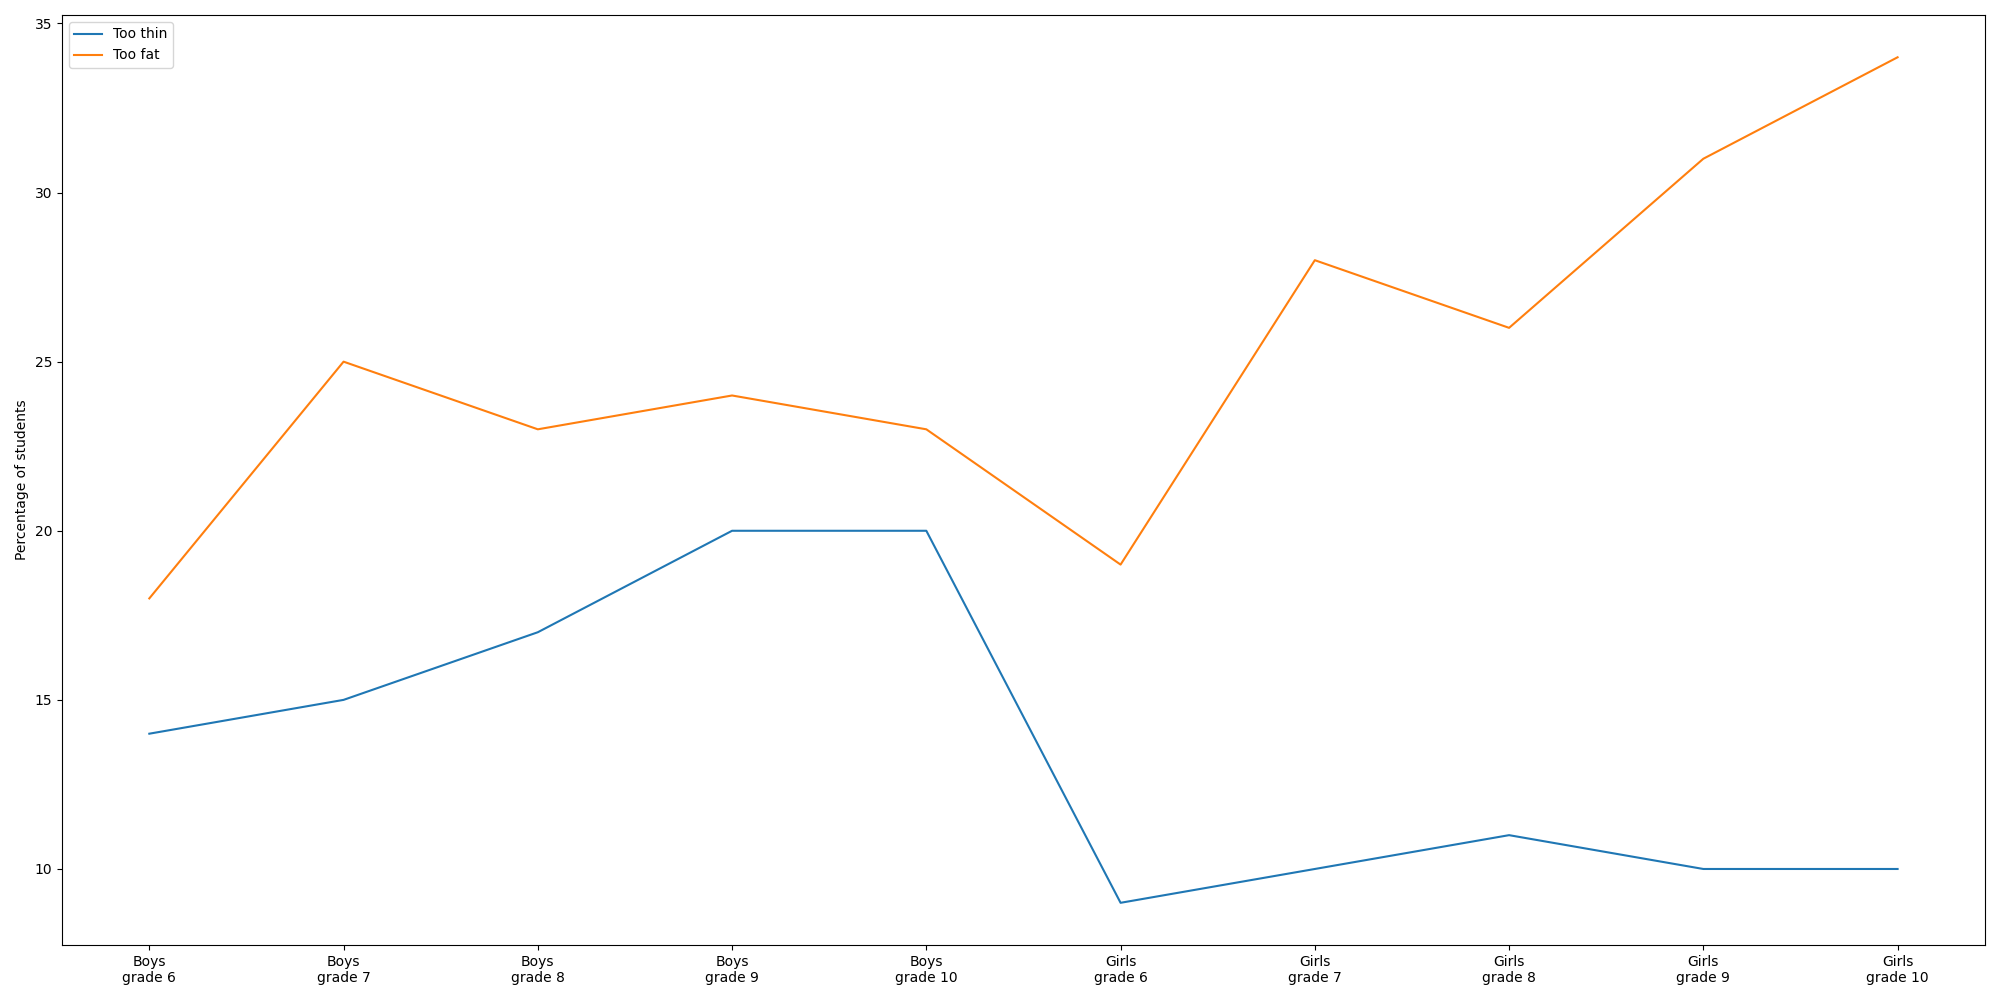 Too thin
Too fat
35
30
25
20
15
10
Percentage of students
Boys
grade 6
Boys
grade 7
Boys
grade 8
Boys
grade 9
Boys
grade 10
Girls
grade 6
Girls
grade 7
Girls
grade 8
Girls
grade 9
Girls
grade 10